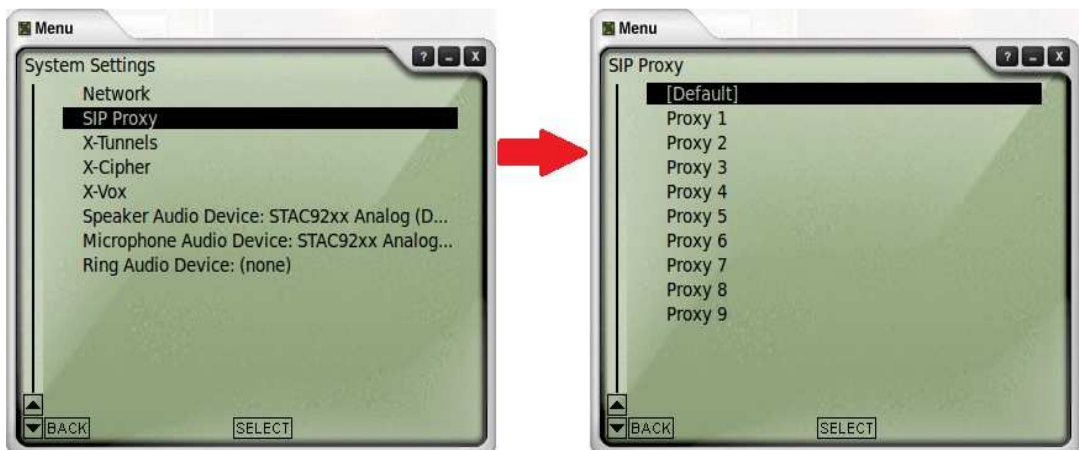 Menu
? - X
System Settings
Network
SIP Proxy
X-Tunnels
X-Cipher
X-Vox
Speaker Audio Device: STAC92xx Analog (D...
Microphone Audio Device: STAC92xx Analog...
Ring Audio Device: (none)
BACK
SELECT
Menu
? - X
SIP Proxy
[Default]
Proxy 1
Proxy 2
Proxy 3
Proxy 4
Proxy 5
Proxy 6
Proxy 7
Proxy 8
Proxy 9
BACK
SELECT